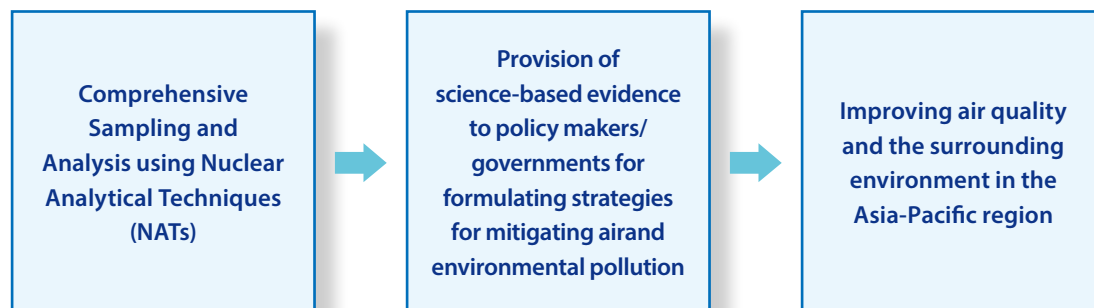 Comprehensive
Sampling and
Analysis using Nuclear
Analytical Techniques
(NATs)
Provision of
science-based evidence
to policy makers/
governments for
formulating strategies
for mitigating airand
environmental pollution
Improving air quality
and the surrounding
environment in the
Asia-Pacific region